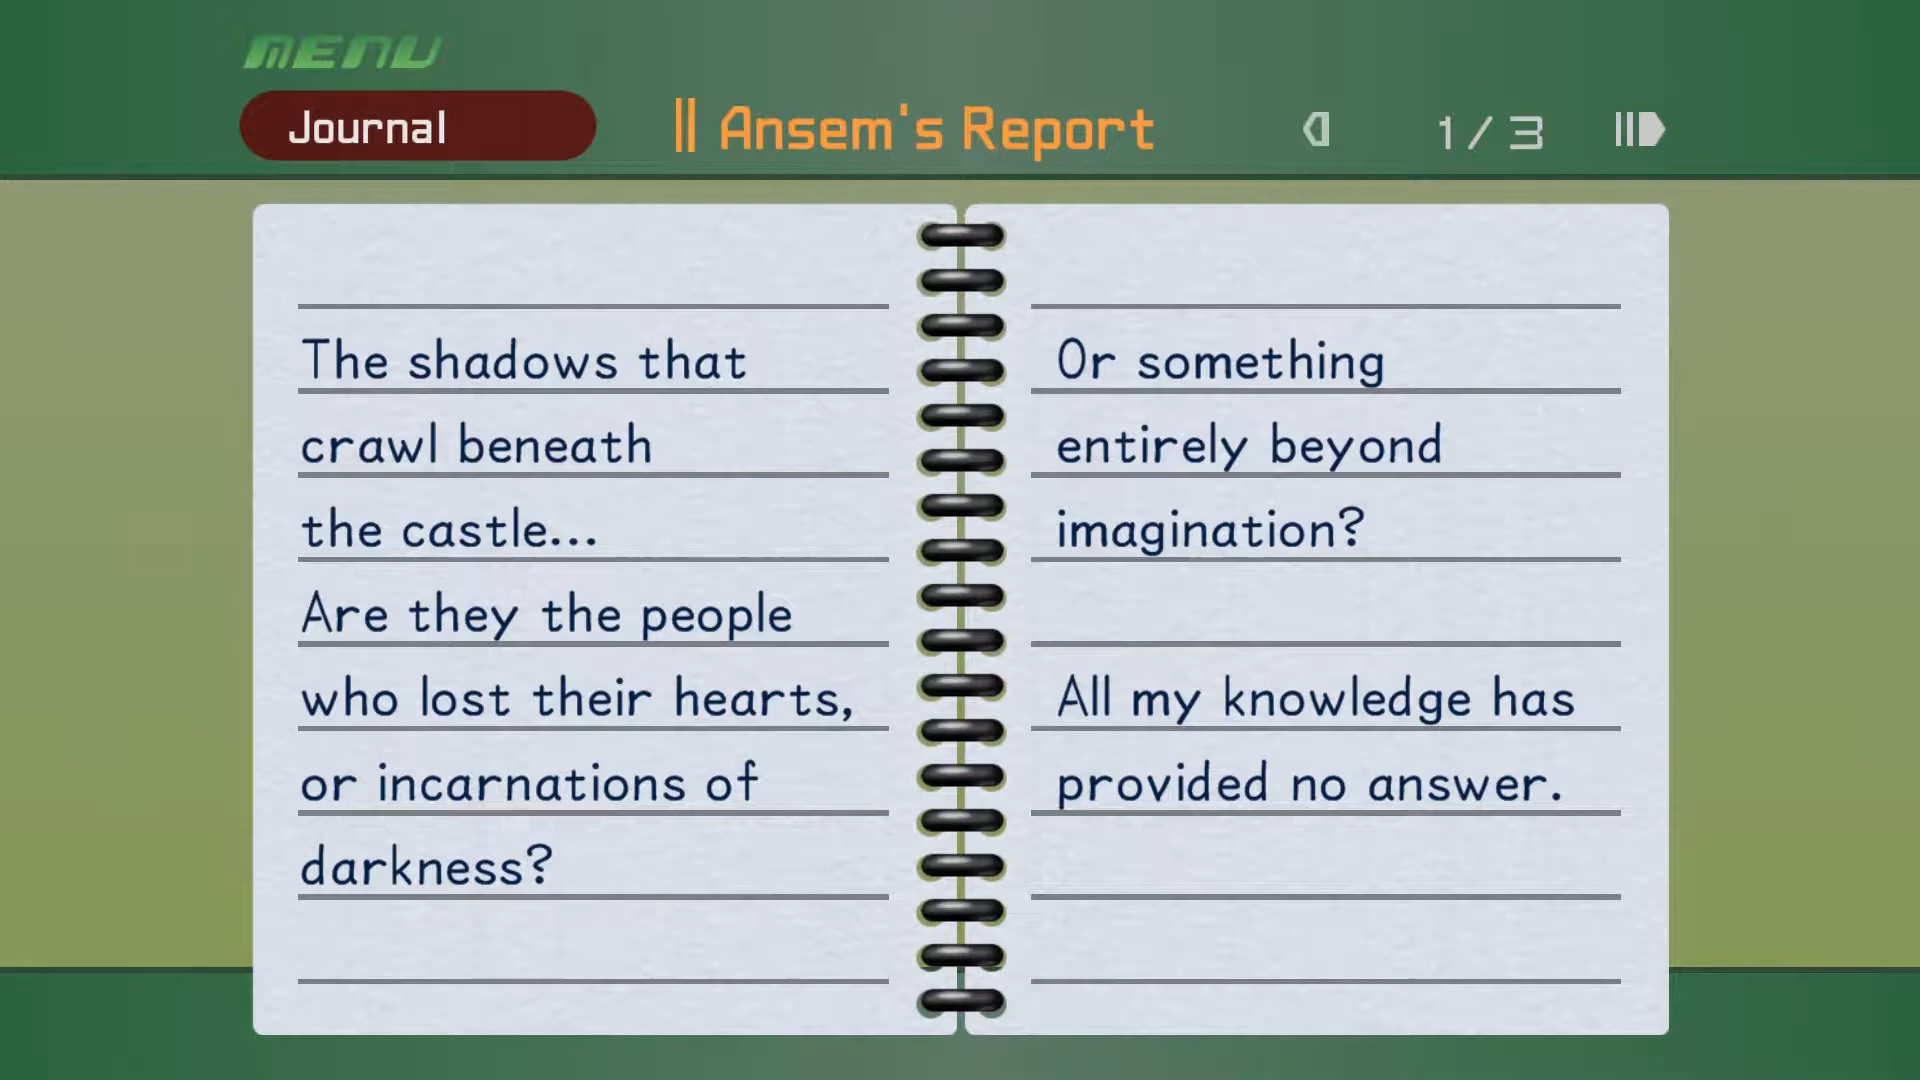 MENU
Journal
Ansem's Report
1/3
The shadows that
crawl beneath
the castle...
Are they the people
who lost their hearts,
or incarnations of
darkness?
Or something
entirely beyond
imagination?
All my knowledge has
provided no answer.